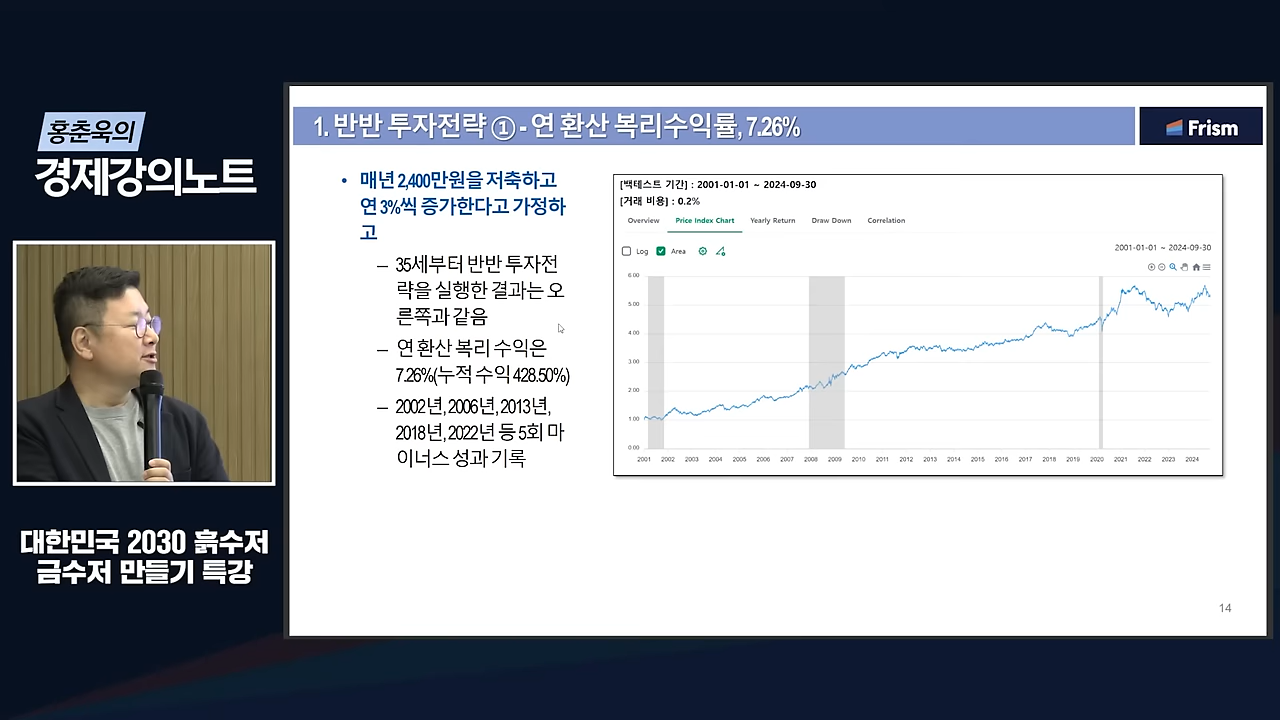 홍춘욱의
경제강의노트
대한민국 2030 흙수저
금수저 만들기 특강
1. 반반 투자전략 ① - 연 환산 복리수익률, 7.26%
Frism
• 매년 2,400만원을 저축하고
연 3%씩 증가한다고 가정하
고
– 35세부터 반반 투자전
략을 실행한 결과는 오
른쪽과 같음
– 연 환산 복리 수익은
7.26%(누적 수익 428.50%)
– 2002년, 2006년, 2013년,
2018년, 2022년 등 5회 마
이너스 성과 기록
[백테스트 기간] : 2001-01-01 ~ 2024-09-30
[거래 비용] : 0.2%
Overview Price Index Chart Yearly Return Draw Down Correlation
Log Area
2001-01-01 ~ 2024-09-30
6.00
5.00
4.00
3.00
2.00
1.00
0.00
2001 2002 2003 2004 2005 2006 2007 2008 2009 2010 2011 2012 2013 2014 2015 2016 2017 2018 2019 2020 2021 2022 2023 2024
14